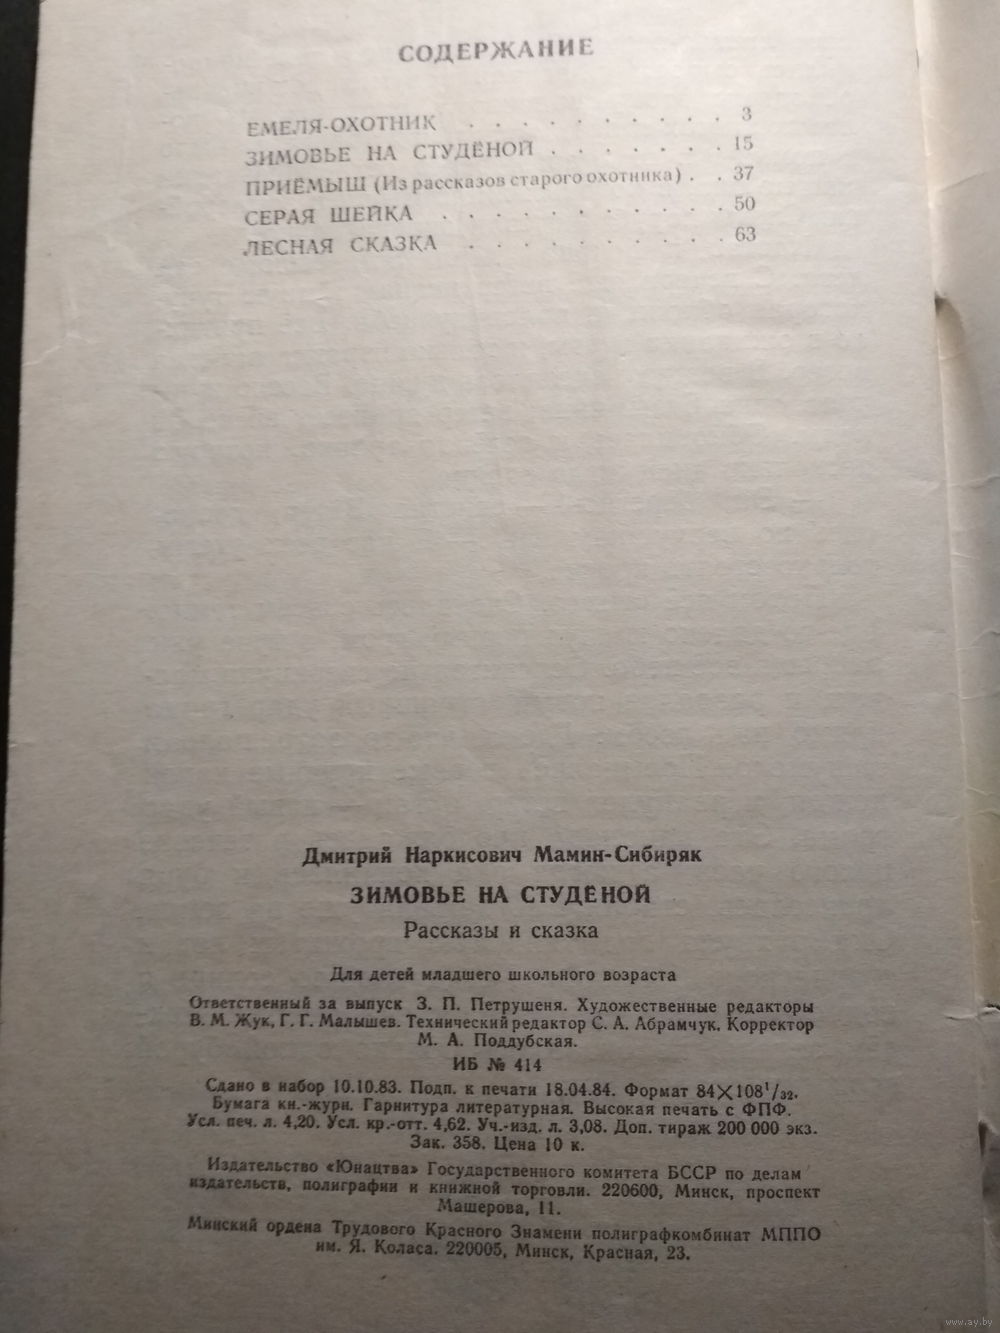 СОДЕРЖАНИЕ
ЕМЕЛЯ-ОХОТНИК . . . . . . . . . . 3
ЗИМОВЬЕ НА СТУДЁНОЙ . . . . . . . 15
ПРИЁМЫШ (Из рассказов старого охотника) . . 37
СЕРАЯ ШЕЙКА . . . . . . . . . . . 50
ЛЕСНАЯ СКАЗКА . . . . . . . . . . 63
Дмитрий Наркисович Мамин-Сибиряк
ЗИМОВЬЕ НА СТУДЁНОЙ
Рассказы и сказка
Для детей младшего школьного возраста
Ответственный за выпуск З. П. Петрушеня. Художественные редакторы
В. М. Жук, Г. Г. Малышев. Технический редактор С. А. Абрамчук. Корректор
М. А. Поддубская.
ИБ № 414
Сдано в набор 10.10.83. Подп. к печати 18.04.84. Формат 84×108¹/₃₂.
Бумага кн.-журн. Гарнитура литературная. Высокая печать с ФПФ.
Усл. печ. л. 4,20. Усл. кр.-отт. 4,62. Уч.-изд. л. 3,08. Доп. тираж 200 000 экз.
Зак. 358. Цена 10 к.
Издательство «Юнацтва» Государственного комитета БССР по делам
издательств, полиграфии и книжной торговли. 220600, Минск, проспект
Машерова, 11.
Минский ордена Трудового Красного Знамени полиграфкомбинат МППО
им. Я. Коласа. 220005, Минск, Красная, 23.
www.ay.by